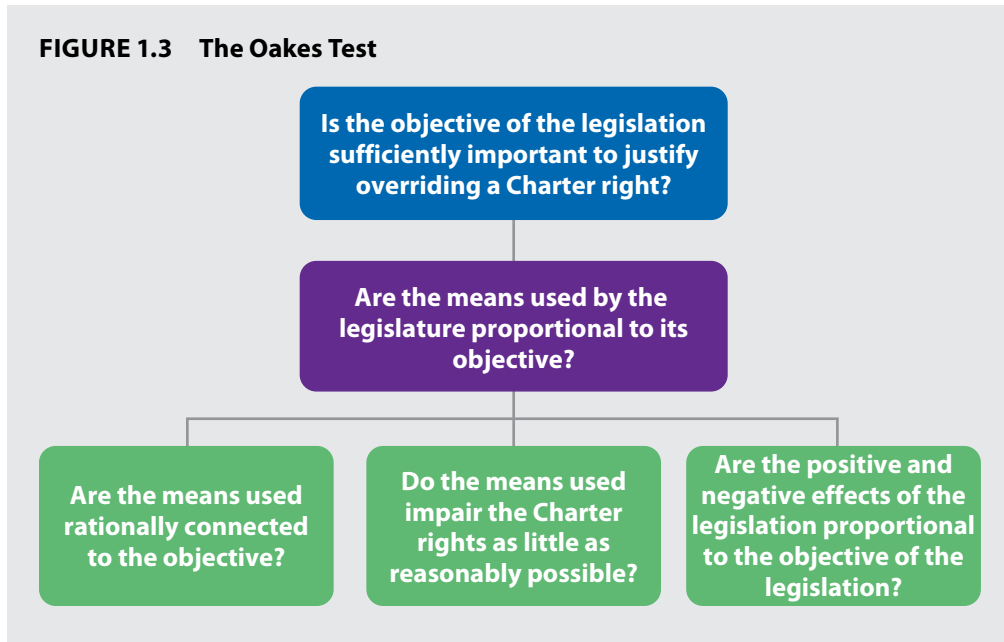 FIGURE 1.3 The Oakes Test
Is the objective of the legislation
sufficiently important to justify
overriding a Charter right?
Are the means used by the
legislature proportional to its
objective?
Are the means used
rationally connected
to the objective?
Do the means used
impair the Charter
rights as little as
reasonably possible?
Are the positive and
negative effects of the
legislation proportional
to the objective of the
legislation?